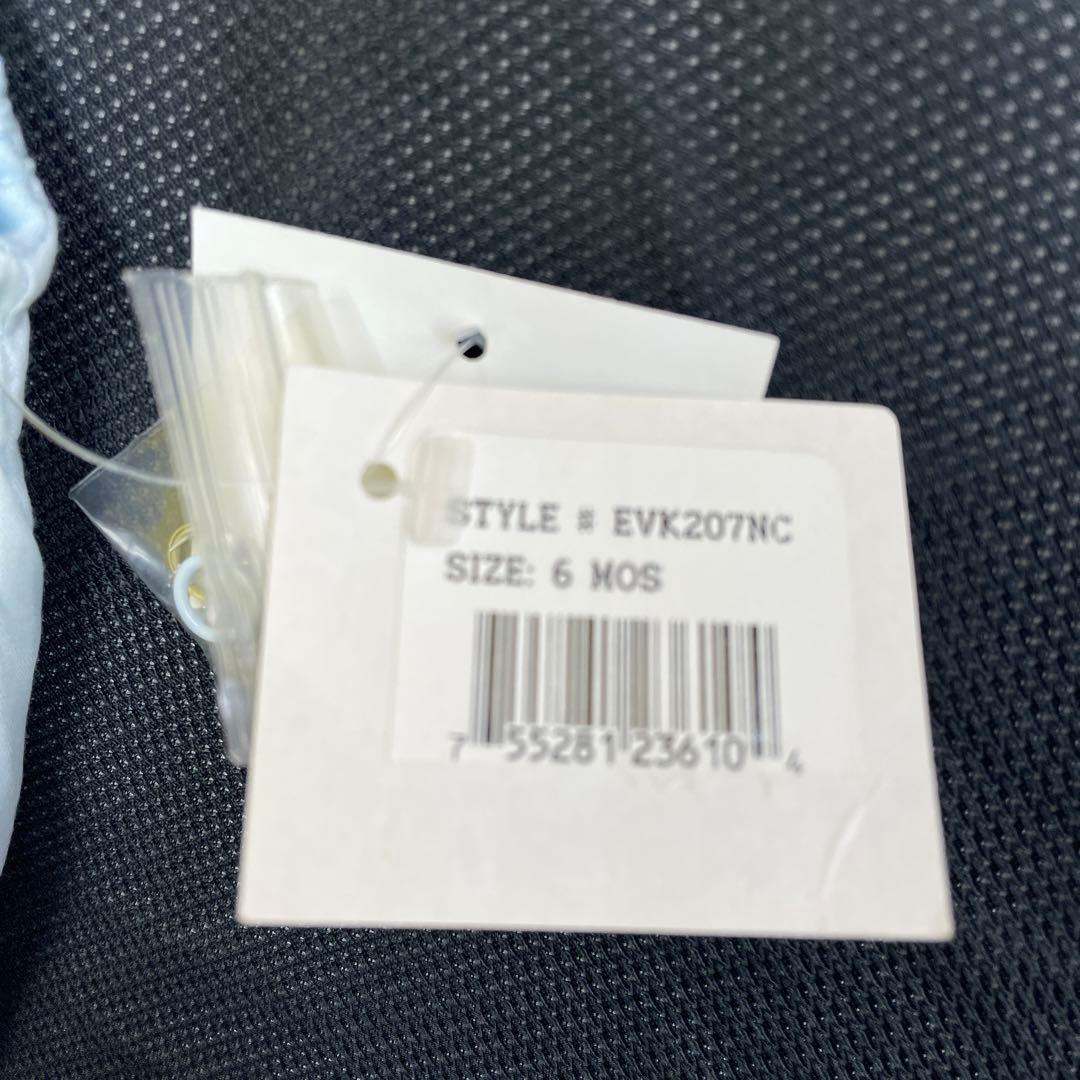 STYLE # EVK207NC
SIZE: 6 MOS
7 55281 23610 4